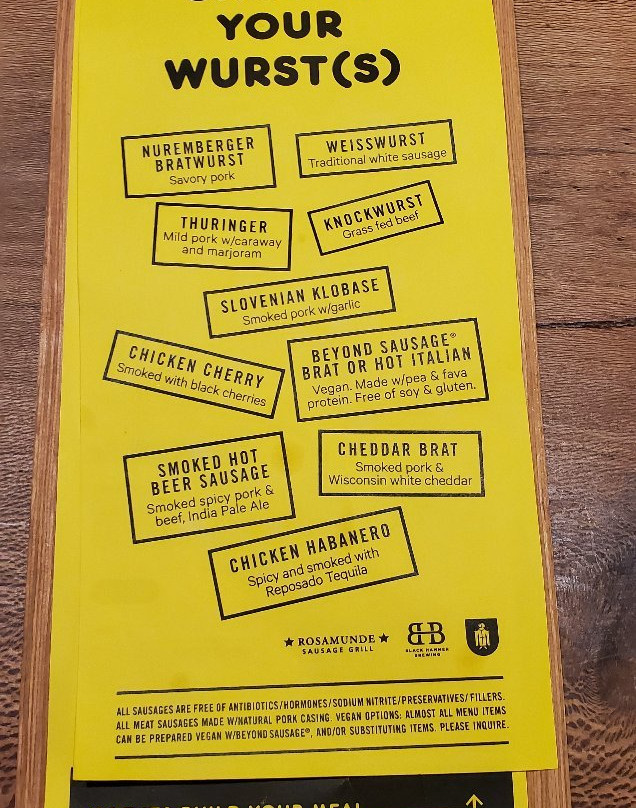 YOUR
WURST(S)
NUREMBERGER
BRATWURST
Savory pork
WEISSWURST
Traditional white sausage
THURINGER
Mild pork w/caraway
and marjoram
KNOCKWURST
Grass fed beef
SLOVENIAN KLOBASE
Smoked pork w/garlic
CHICKEN CHERRY
Smoked with black cherries
BEYOND SAUSAGE®
BRAT OR HOT ITALIAN
Vegan. Made w/pea & fava
protein. Free of soy & gluten.
SMOKED HOT
BEER SAUSAGE
Smoked spicy pork &
beef, India Pale Ale
CHEDDAR BRAT
Smoked pork &
Wisconsin white cheddar
CHICKEN HABANERO
Spicy and smoked with
Reposado Tequila
★ ROSAMUNDE ★
SAUSAGE GRILL
BHB
BLACK HAMMER
BREWING
ALL SAUSAGES ARE FREE OF ANTIBIOTICS/HORMONES/SODIUM NITRITE/PRESERVATIVES/FILLERS.
ALL MEAT SAUSAGES MADE W/NATURAL PORK CASING. VEGAN OPTIONS: ALMOST ALL MENU ITEMS
CAN BE PREPARED VEGAN W/BEYOND SAUSAGE®, AND/OR SUBSTITUTING ITEMS. PLEASE INQUIRE.
BUILD YOUR MEAL